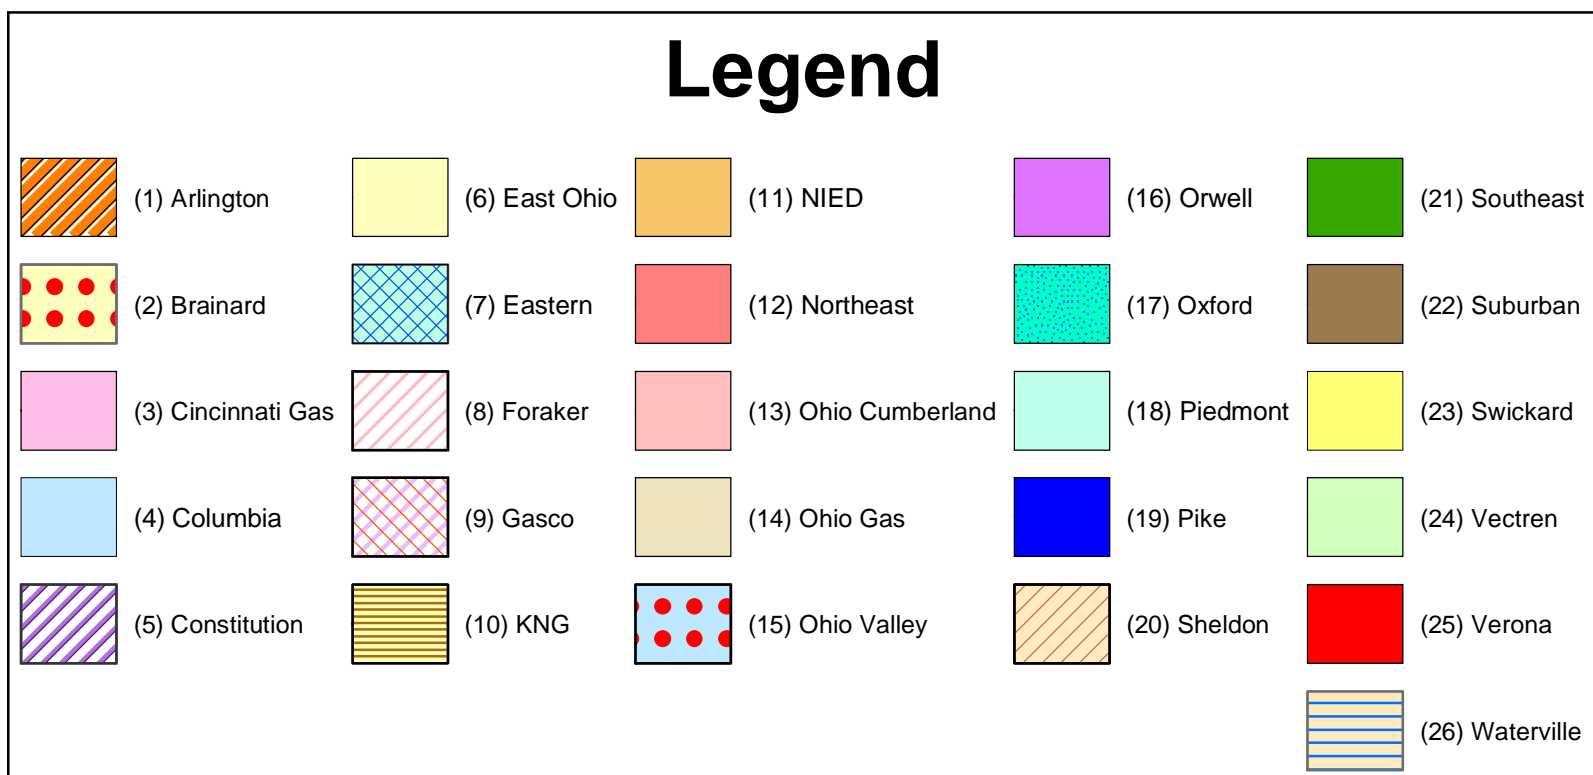 Legend
(1) Arlington
(2) Brainard
(3) Cincinnati Gas
(4) Columbia
(5) Constitution
(6) East Ohio
(7) Eastern
(8) Foraker
(9) Gasco
(10) KNG
(11) NIED
(12) Northeast
(13) Ohio Cumberland
(14) Ohio Gas
(15) Ohio Valley
(16) Orwell
(17) Oxford
(18) Piedmont
(19) Pike
(20) Sheldon
(21) Southeast
(22) Suburban
(23) Swickard
(24) Vectren
(25) Verona
(26) Waterville